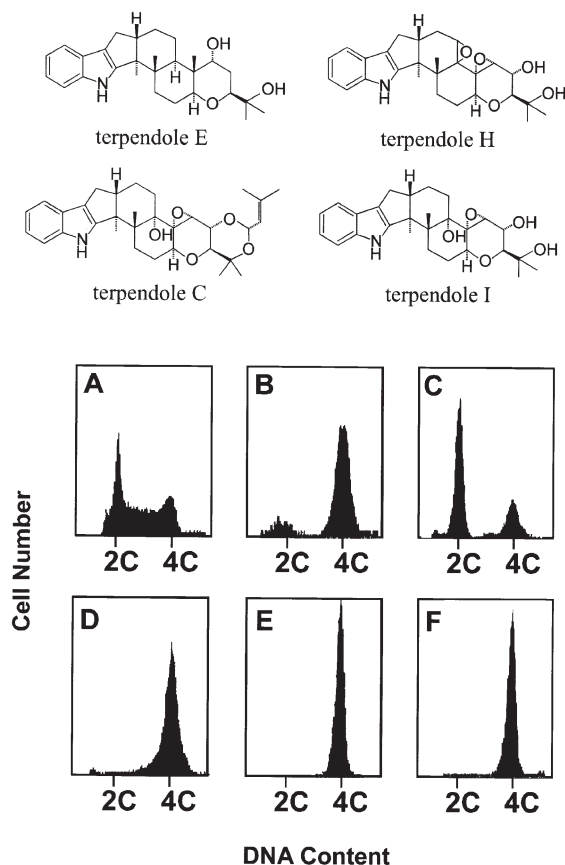 H
OH
N
H
H
O
H
OH
terpendole E
H
O
O
OH
N
H
H
O
OH
terpendole H
H
O
O
N
H
OH
H
O
O
terpendole C
H
O
OH
N
H
OH
H
O
OH
terpendole I
A
B
C
2C 4C
2C 4C
2C 4C
Cell Number
D
E
F
2C 4C
2C 4C
2C 4C
DNA Content